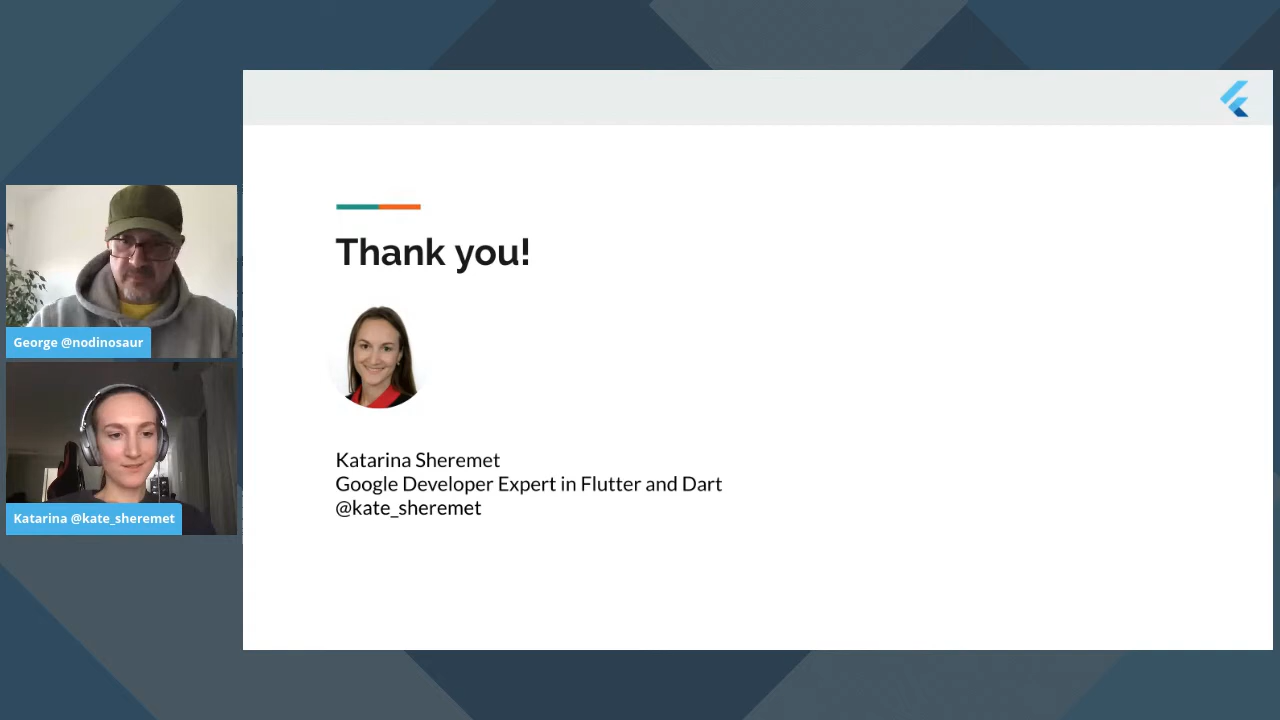 Thank you!
George @nodinosaur
Katarina Sheremet
Google Developer Expert in Flutter and Dart
@kate_sheremet
Katarina @kate_sheremet